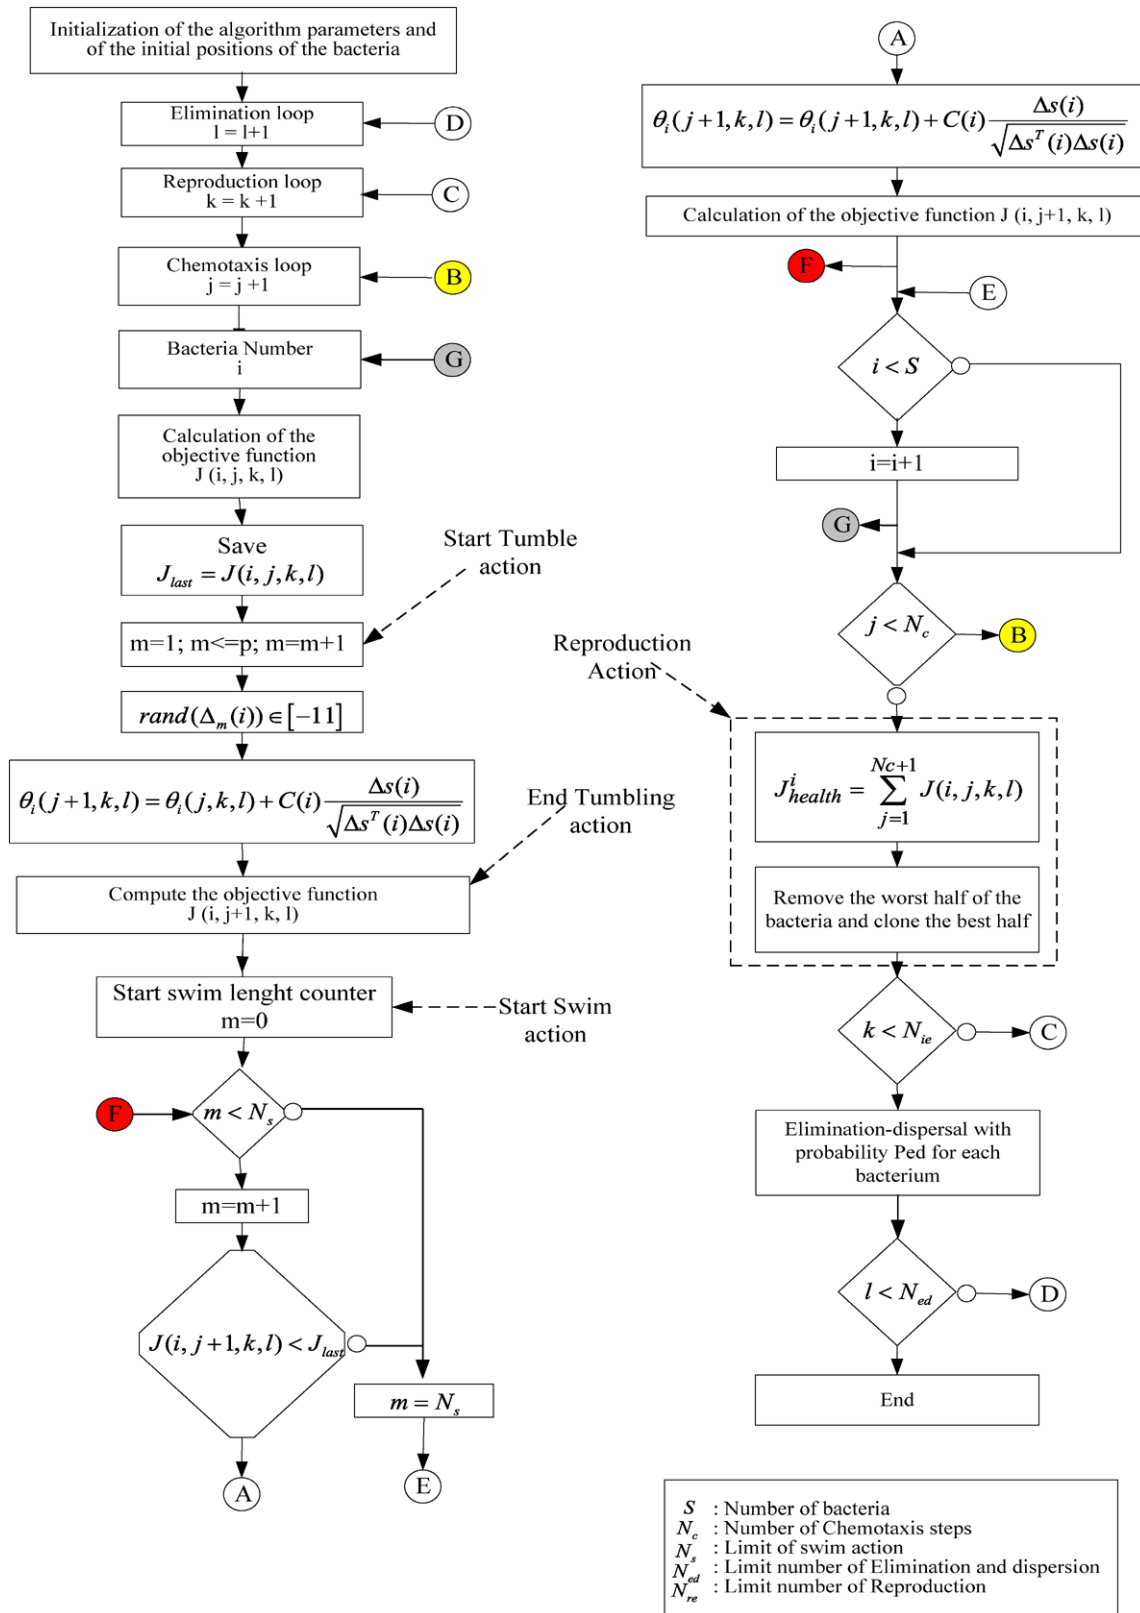 Initialization of the algorithm parameters and
of the initial positions of the bacteria
Elimination loop
l = l+1
D
Reproduction loop
k = k +1
C
Chemotaxis loop
j = j +1
B
Bacteria Number
i
G
Calculation of the
objective function
J (i, j, k, l)
Save
J_last = J(i, j, k, l)
Start Tumble
action
m=1; m<=p; m=m+1
rand(Δ_m(i)) ∈ [−11]
θ_i(j+1, k, l) = θ_i(j, k, l) + C(i) Δs(i) / √(Δs^T(i)Δs(i))
End Tumbling
action
Compute the objective function
J (i, j+1, k, l)
Start swim lenght counter
m=0
Start Swim
action
F
m < N_s
m=m+1
J(i, j+1, k, l) < J_last
m = N_s
A
E
A
θ_i(j+1, k, l) = θ_i(j+1, k, l) + C(i) Δs(i) / √(Δs^T(i)Δs(i))
Calculation of the objective function J (i, j+1, k, l)
F
E
i < S
i=i+1
G
j < N_c
B
Reproduction
Action
J^i_health = ∑_{j=1}^{Nc+1} J(i, j, k, l)
Remove the worst half of the
bacteria and clone the best half
k < N_ie
C
Elimination-dispersal with
probability Ped for each
bacterium
l < N_ed
D
End
S : Number of bacteria
N_c : Number of Chemotaxis steps
N_s : Limit of swim action
N_ed : Limit number of Elimination and dispersion
N_re : Limit number of Reproduction